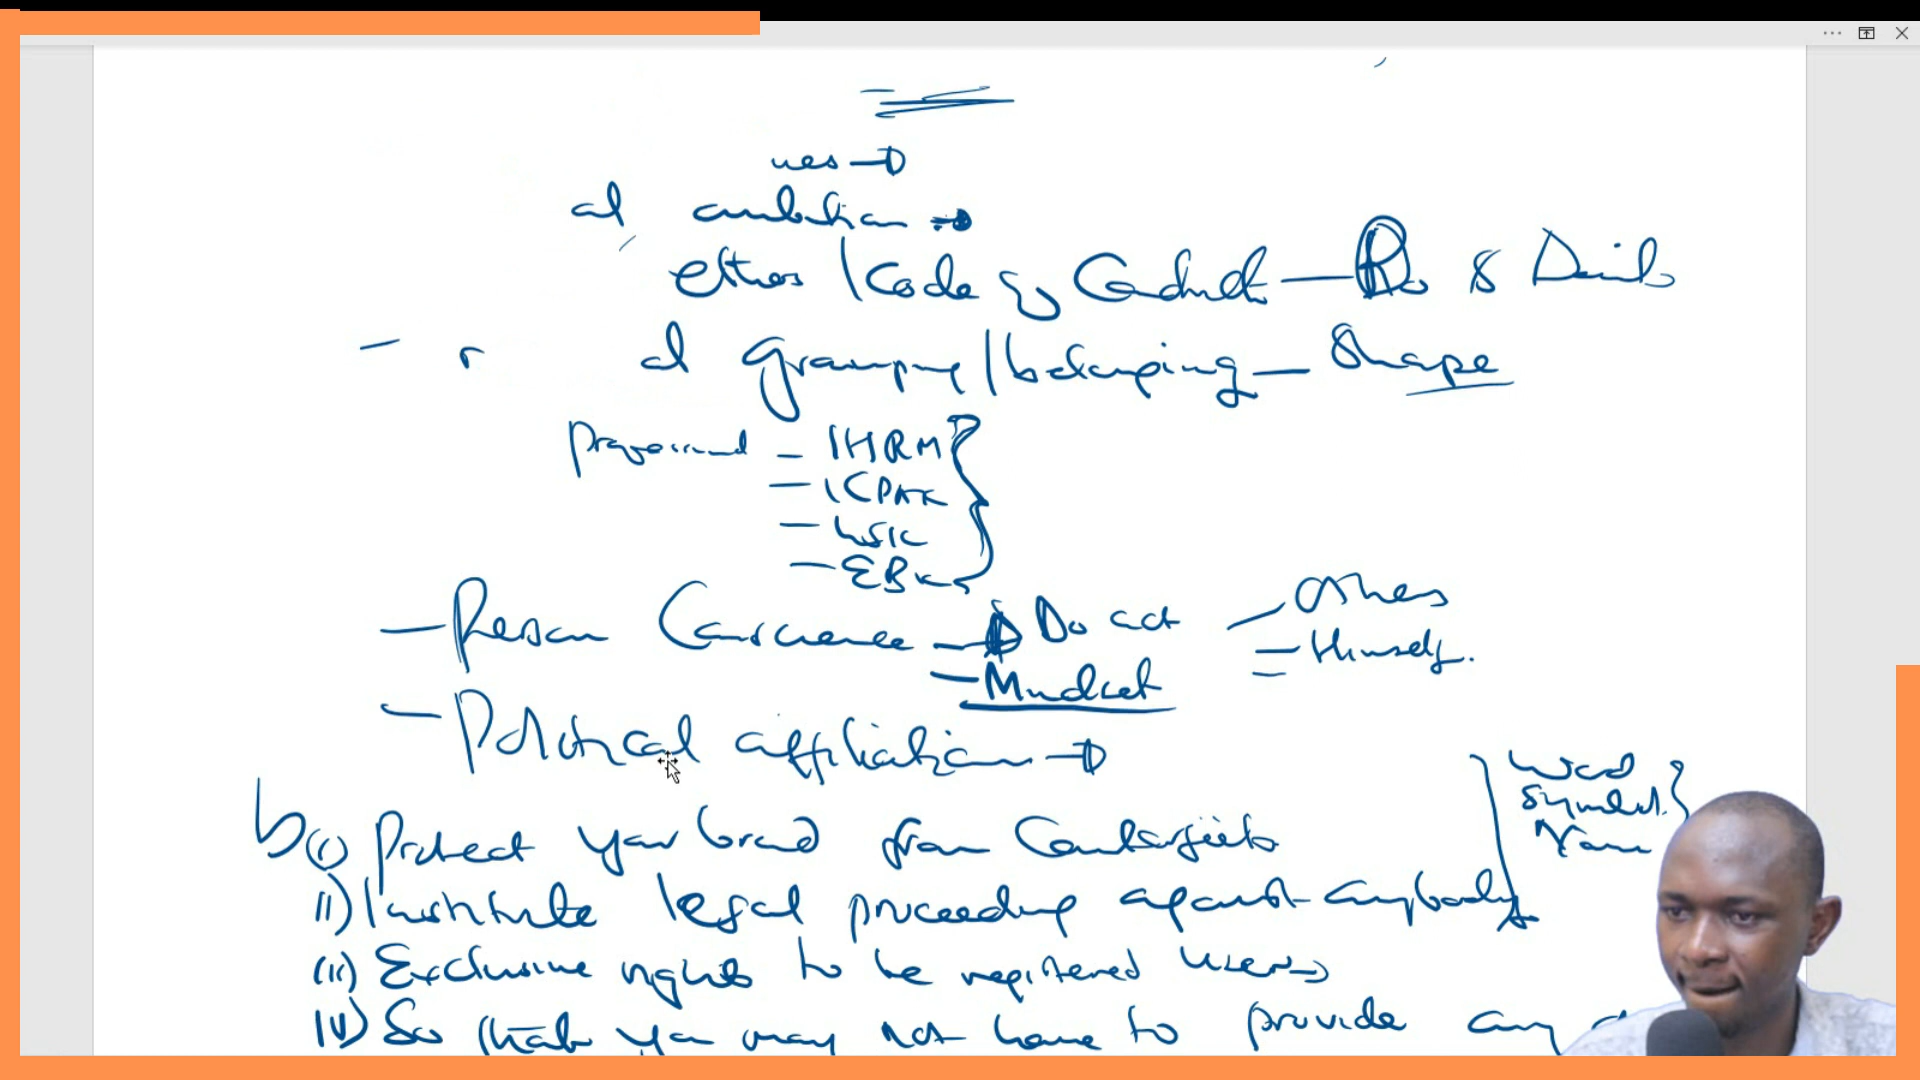 ues →
al ambition →
ethos / Code of Conduct — Do & Don'ts
— r al grouping / belonging — Shape
professional — IHRM
— ICPAK
— LSK
— EBK
— Person Conscience → Do act — Others
— Mindset — Himself.
— Political affiliation →
Word
Symbol
Name
b (i) Protect your brand from Counterfeits
ii) Institute legal proceeding against anybody
(iii) Exclusive rights to be registered users
iv) So that you may not have to provide any